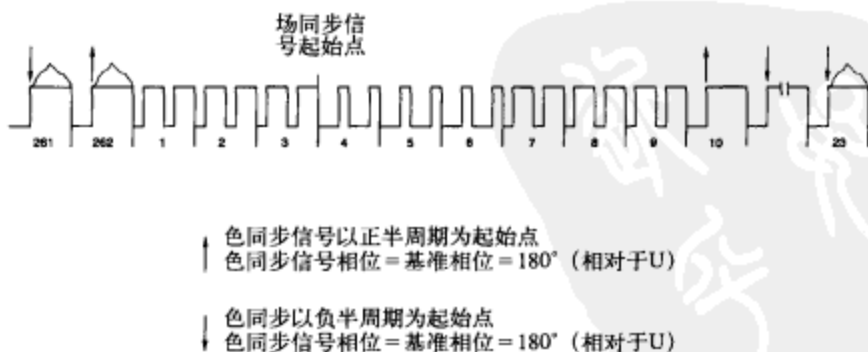 场同步信
号起始点
261 262 1 2 3 4 5 6 7 8 9 10 23
色同步信号以正半周期为起始点
色同步信号相位=基准相位=180°（相对于U）
色同步以负半周期为起始点
色同步信号相位=基准相位=180°（相对于U）